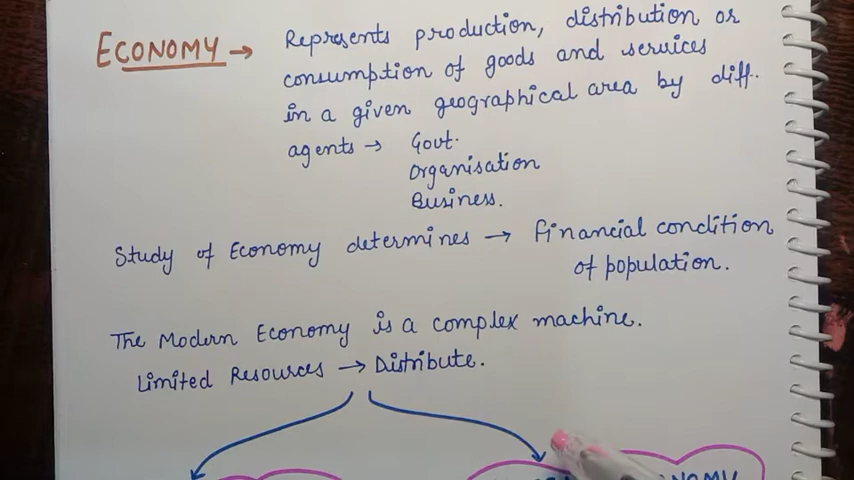 ECONOMY → Represents production, distribution or
consumption of goods and services
in a given geographical area by diff..
agents → Govt.
Organisation
Business.
Study of Economy determines → Financial condition
of population.
The Modern Economy is a complex machine.
Limited Resources → Distribute.